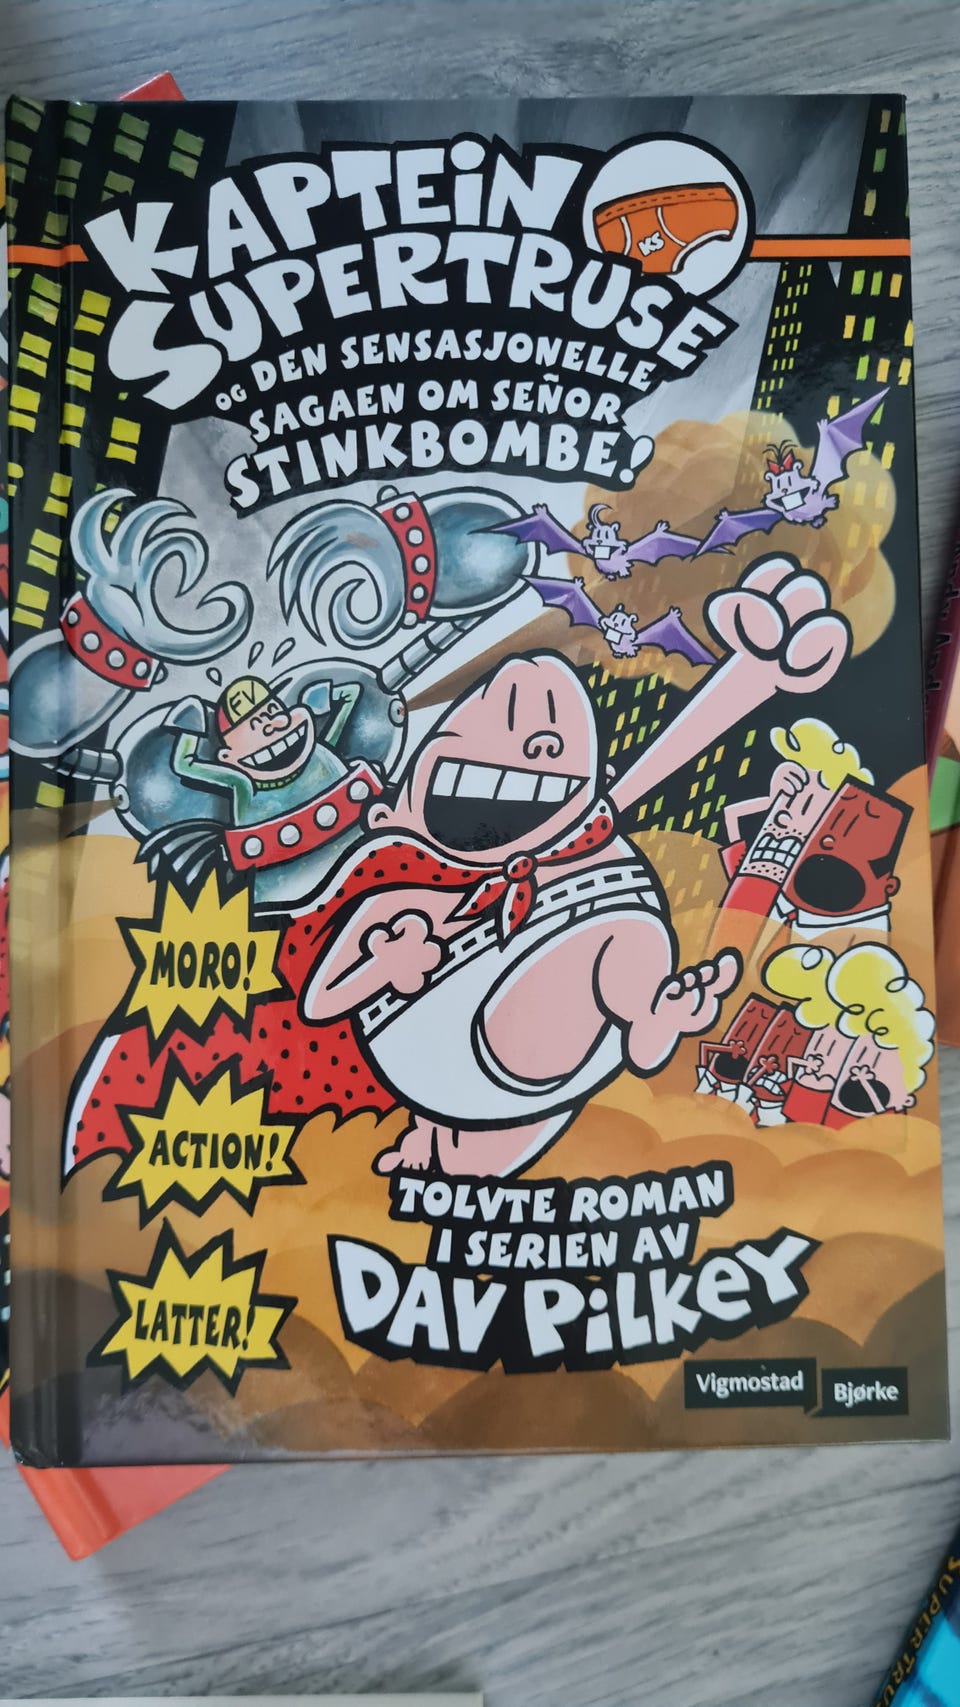 KAPTEiN
SUPERTRUSE
KS
OG DEN SENSASJONELLE
SAGAEN OM SEÑOR
STINKBOMBE!
FV
MORO!
ACTION!
LATTER!
TOLVTE ROMAN
I SERIEN AV
DAV PiLKeY
Vigmostad
Bjørke
SUPERTRUS